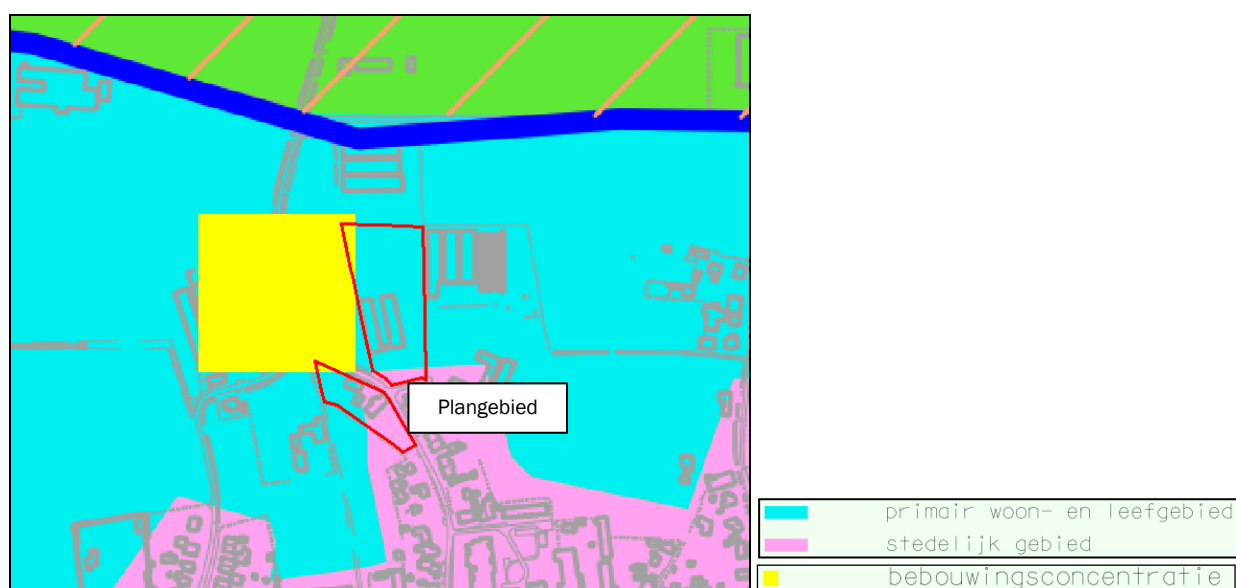 Plangebied
primair woon- en leefgebied
stedelijk gebied
bebouwingsconcentratie